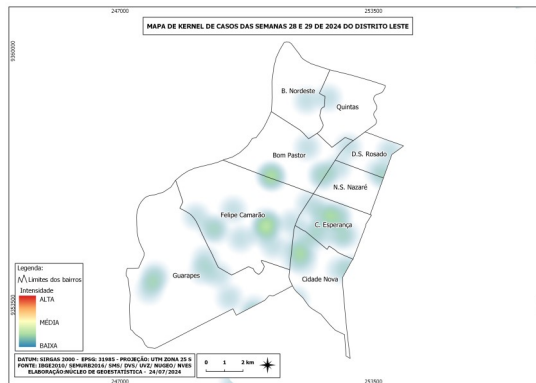 247000 253500
MAPA DE KERNEL DE CASOS DAS SEMANAS 28 E 29 DE 2024 DO DISTRITO LESTE
9360000
B. Nordeste
Quintas
Bom Pastor
D.S. Rosado
N.S. Nazaré
Felipe Camarão
C. Esperança
Guarapes
Cidade Nova
Legenda:
Limites dos bairros
Intensidade
ALTA
MÉDIA
BAIXA
DATUM: SIRGAS 2000 - EPSG: 31985 - PROJEÇÃO: UTM ZONA 25 S
FONTE: IBGE2010/ SEMURB2016/ SMS/ DVS/ UVZ/ NUGEO/ NVES
ELABORAÇÃO:NÚCLEO DE GEOESTATÍSTICA - 24/07/2024
0 1 2 km
247000 253500